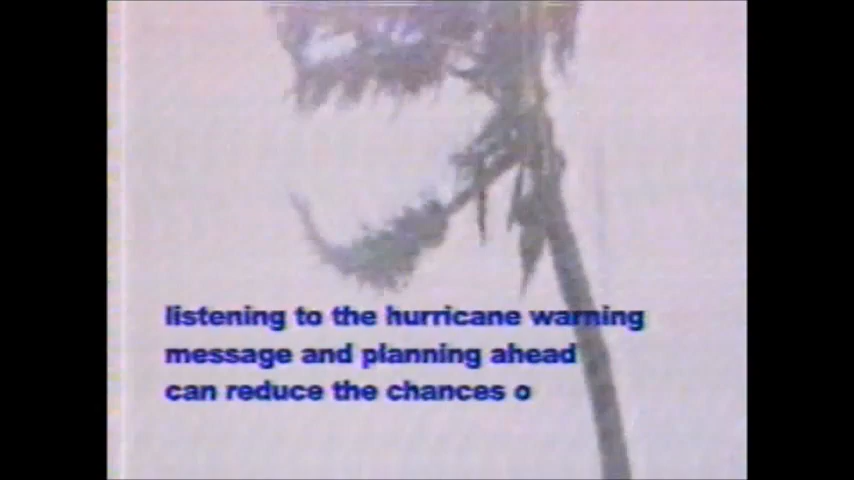 listening to the hurricane warning
message and planning ahead
can reduce the chances o